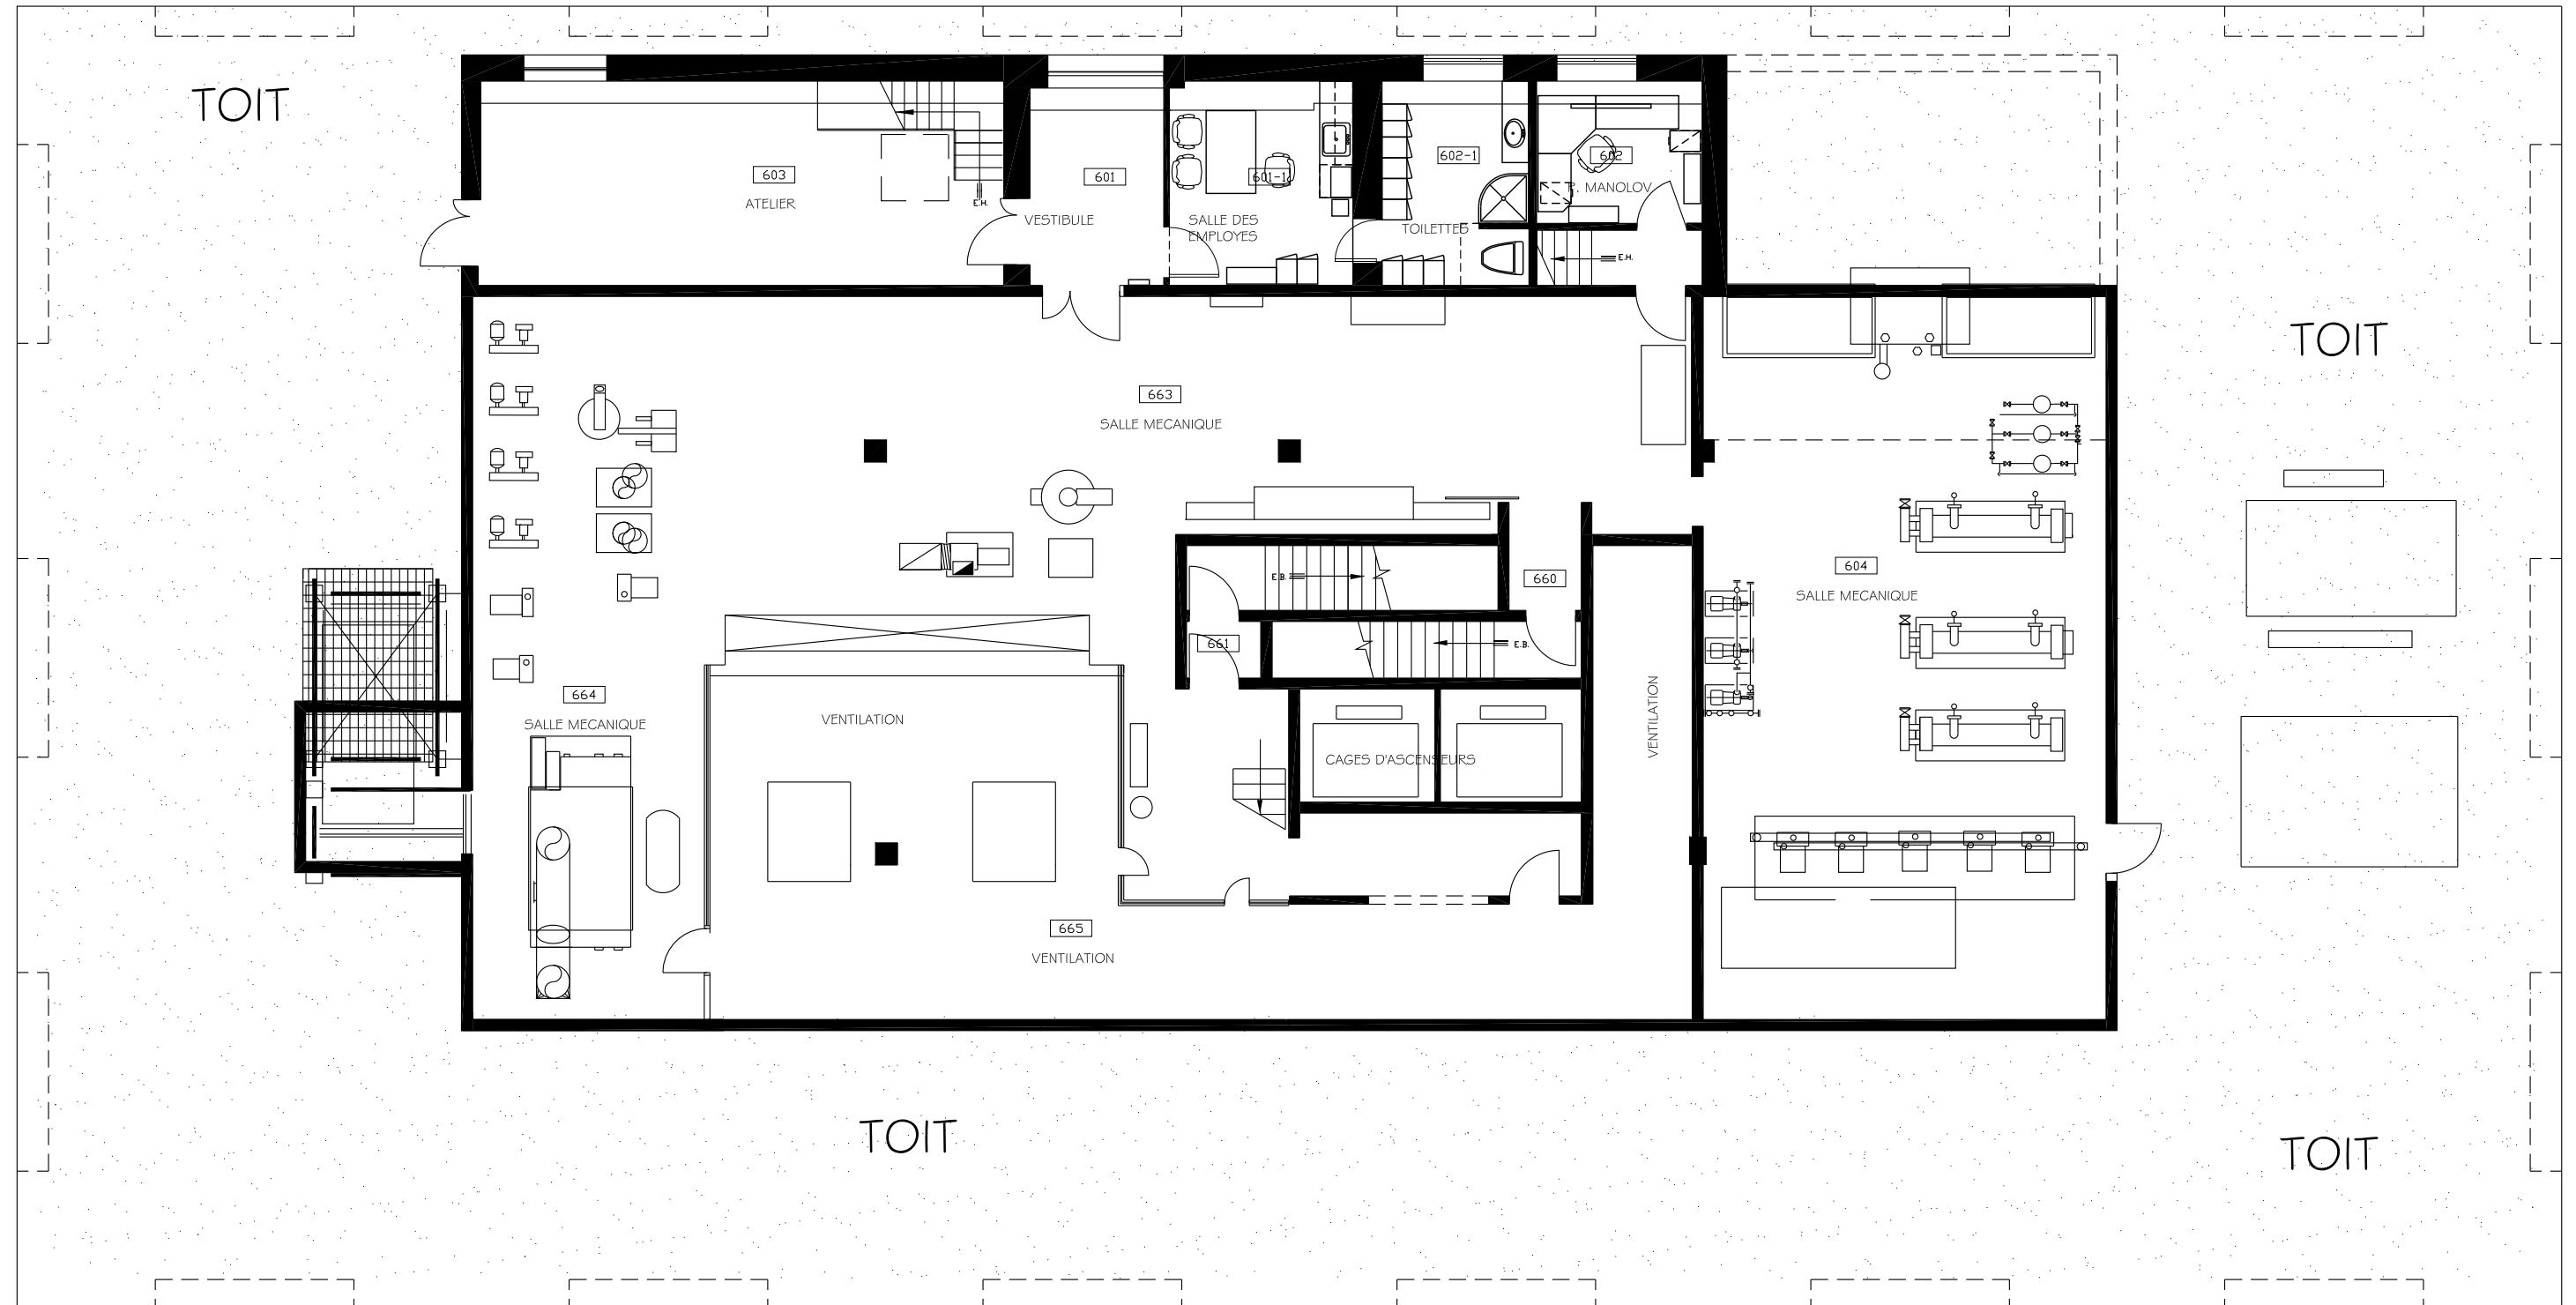 TOIT
603
ATELIER
E.H.
601
VESTIBULE
601-1
SALLE DES
EMPLOYES
602-1
TOILETTES
602
P. MANOLOV
E.H.
TOIT
663
SALLE MECANIQUE
E.B.
660
604
SALLE MECANIQUE
661
E.B.
664
SALLE MECANIQUE
VENTILATION
VENTILATION
CAGES D'ASCENSEURS
665
VENTILATION
TOIT
TOIT